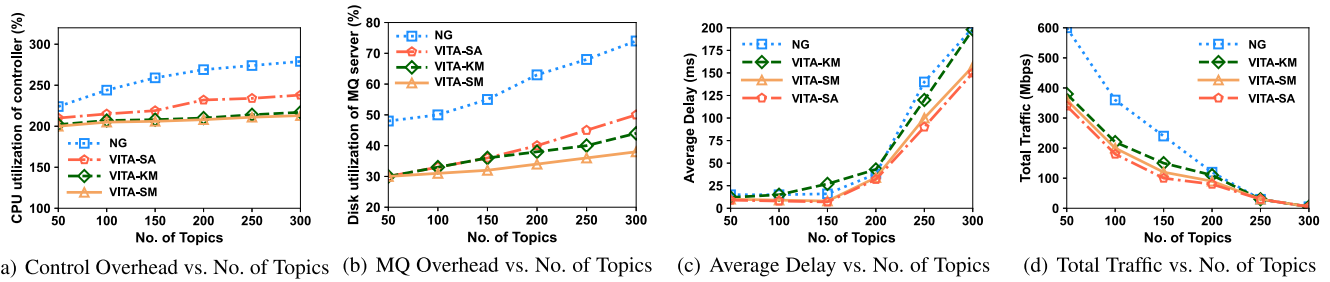 CPU utilization of controller (%)
300
250
200
150
100
NG
VITA-SA
VITA-KM
VITA-SM
50 100 150 200 250 300
No. of Topics
a) Control Overhead vs. No. of Topics
Disk utilization of MQ server (%)
80
70
60
50
40
30
20
NG
VITA-SA
VITA-KM
VITA-SM
50 100 150 200 250 300
No. of Topics
(b) MQ Overhead vs. No. of Topics
Average Delay (ms)
200
175
150
125
100
75
50
25
0
NG
VITA-KM
VITA-SM
VITA-SA
50 100 150 200 250 300
No. of Topics
(c) Average Delay vs. No. of Topics
Total Traffic (Mbps)
600
500
400
300
200
100
0
NG
VITA-KM
VITA-SM
VITA-SA
50 100 150 200 250 300
No. of Topics
(d) Total Traffic vs. No. of Topics